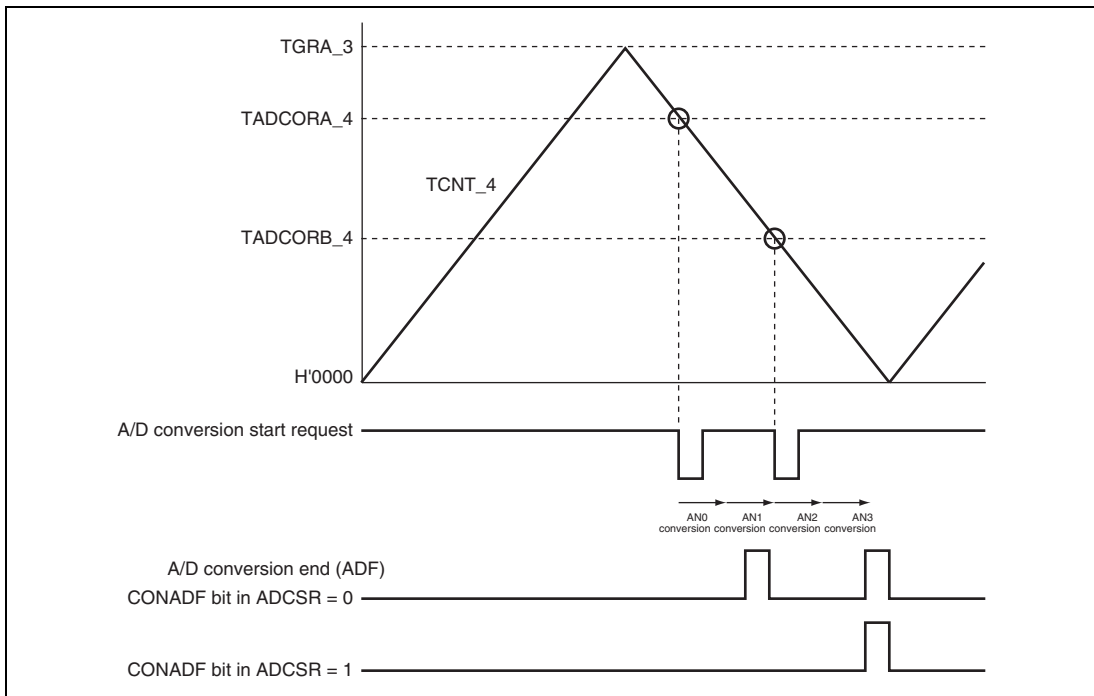 TGRA_3
TADCORA_4
TCNT_4
TADCORB_4
H'0000
A/D conversion start request
AN0 AN1 AN2 AN3
conversion conversion conversion conversion
A/D conversion end (ADF)
CONADF bit in ADCSR = 0
CONADF bit in ADCSR = 1